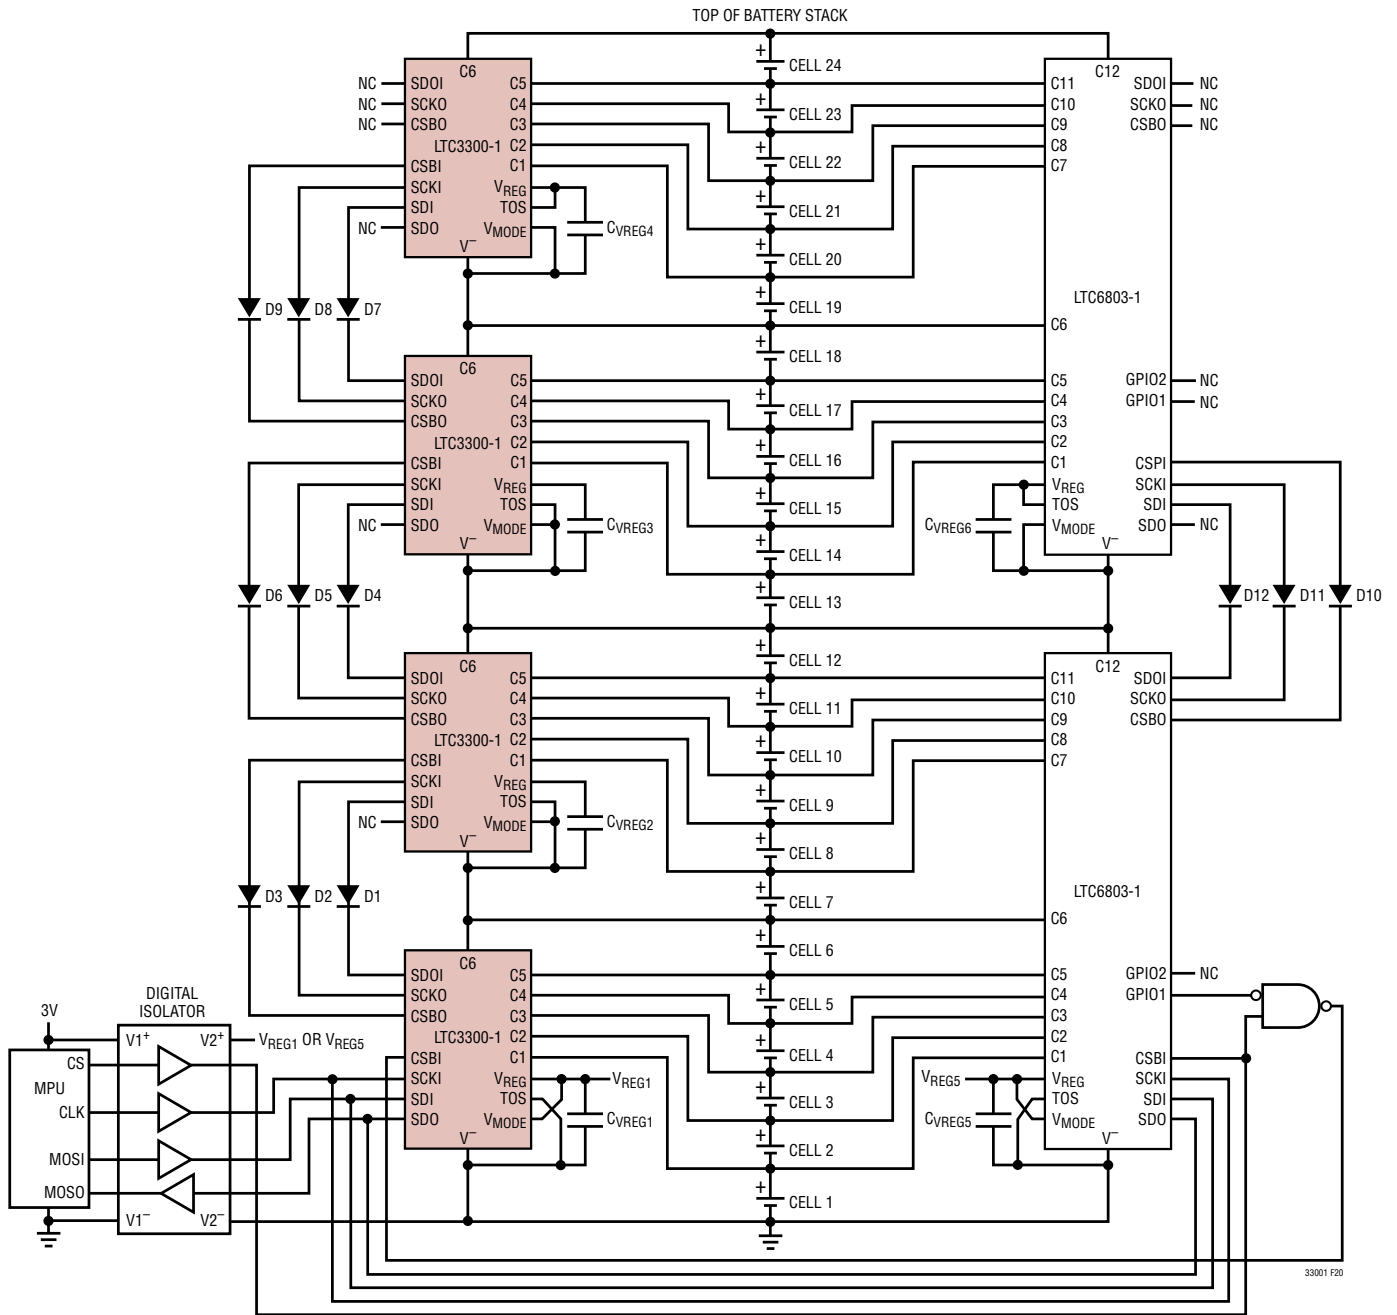 TOP OF BATTERY STACK
C6
NC SDOI
NC SCKO
NC CSBO
LTC3300-1
CSBI
SCKI
SDI
NC SDO
C5
C4
C3
C2
C1
VREG
TOS
VMODE
V–
CVREG4
CELL 24
CELL 23
CELL 22
CELL 21
CELL 20
CELL 19
C12
C11
C10
C9
C8
C7
SDOI NC
SCKO NC
CSBO NC
LTC6803-1
C6
D9
D8
D7
C6
SDOI
SCKO
CSBO
LTC3300-1
CSBI
SCKI
SDI
NC SDO
C5
C4
C3
C2
C1
VREG
TOS
VMODE
V–
CVREG3
CELL 18
CELL 17
CELL 16
CELL 15
CELL 14
CELL 13
C5
C4
C3
C2
C1
VREG
TOS
VMODE
V–
CVREG6
GPIO2 NC
GPIO1 NC
CSPI
SCKI
SDI
SDO NC
D6
D5
D4
D12
D11
D10
C6
SDOI
SCKO
CSBO
LTC3300-1
CSBI
SCKI
SDI
NC SDO
C5
C4
C3
C2
C1
VREG
TOS
VMODE
V–
CVREG2
CELL 12
CELL 11
CELL 10
CELL 9
CELL 8
CELL 7
C12
C11
C10
C9
C8
C7
SDOI
SCKO
CSBO
LTC6803-1
C6
D3
D2
D1
C6
SDOI
SCKO
CSBO
LTC3300-1
CSBI
SCKI
SDI
SDO
C5
C4
C3
C2
C1
VREG
TOS
VMODE
V–
VREG1
CVREG1
CELL 6
CELL 5
CELL 4
CELL 3
CELL 2
CELL 1
C5
C4
C3
C2
C1
VREG5
VREG
TOS
VMODE
V–
CVREG5
GPIO2 NC
GPIO1
CSBI
SCKI
SDI
SDO
DIGITAL
ISOLATOR
3V
V1+
V2+
VREG1 OR VREG5
CS
MPU
CLK
MOSI
MOSO
V1–
V2–
33001 F20